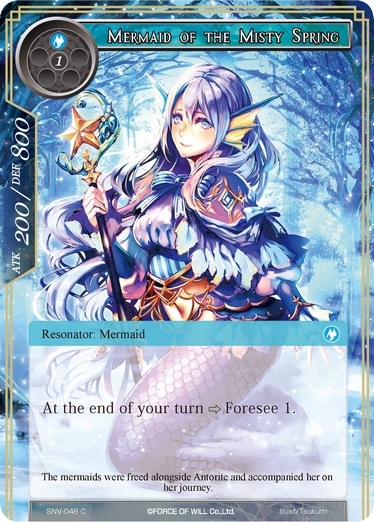 Mermaid of the Misty Spring
1
ATK 200 / DEF 800
Resonator: Mermaid
At the end of your turn ⇨ Foresee 1.
The mermaids were freed alongside Antorite and accompanied her on
her journey.
SNV-046 C
©FORCE OF WILL Co.,Ltd.
Illust/Tsukumi